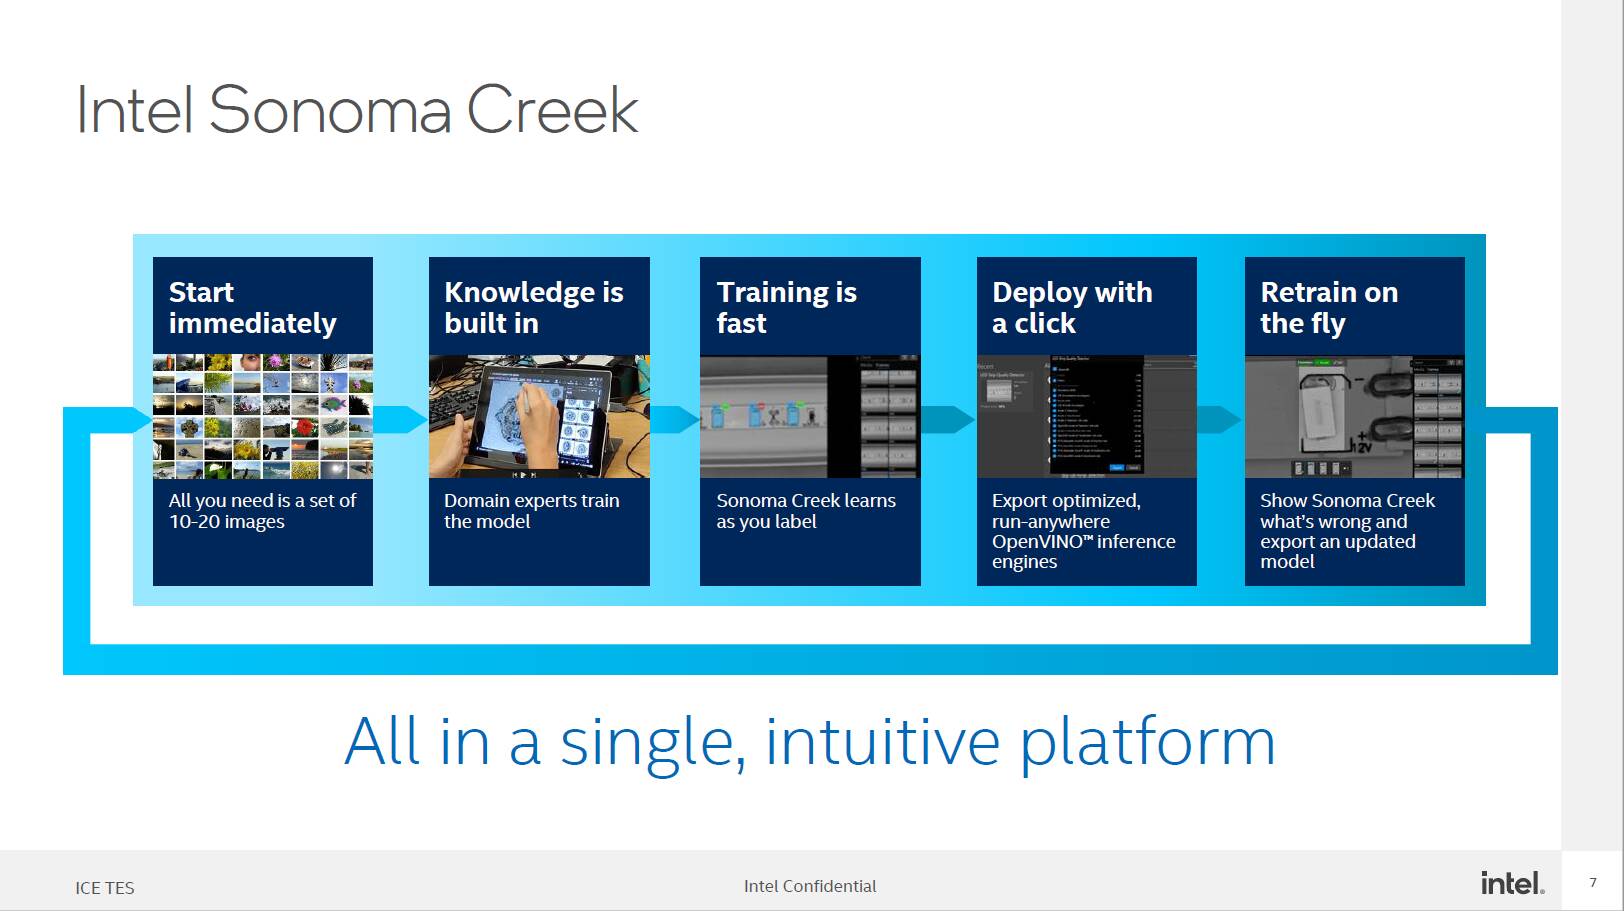 Intel Sonoma Creek
Start
immediately
All you need is a set of
10-20 images
Knowledge is
built in
Domain experts train
the model
Training is
fast
Sonoma Creek learns
as you label
Deploy with
a click
Export optimized,
run-anywhere
OpenVINO™ inference
engines
Retrain on
the fly
12V
Show Sonoma Creek
what's wrong and
export an updated
model
All in a single, intuitive platform
ICE TES
Intel Confidential
intel.
7